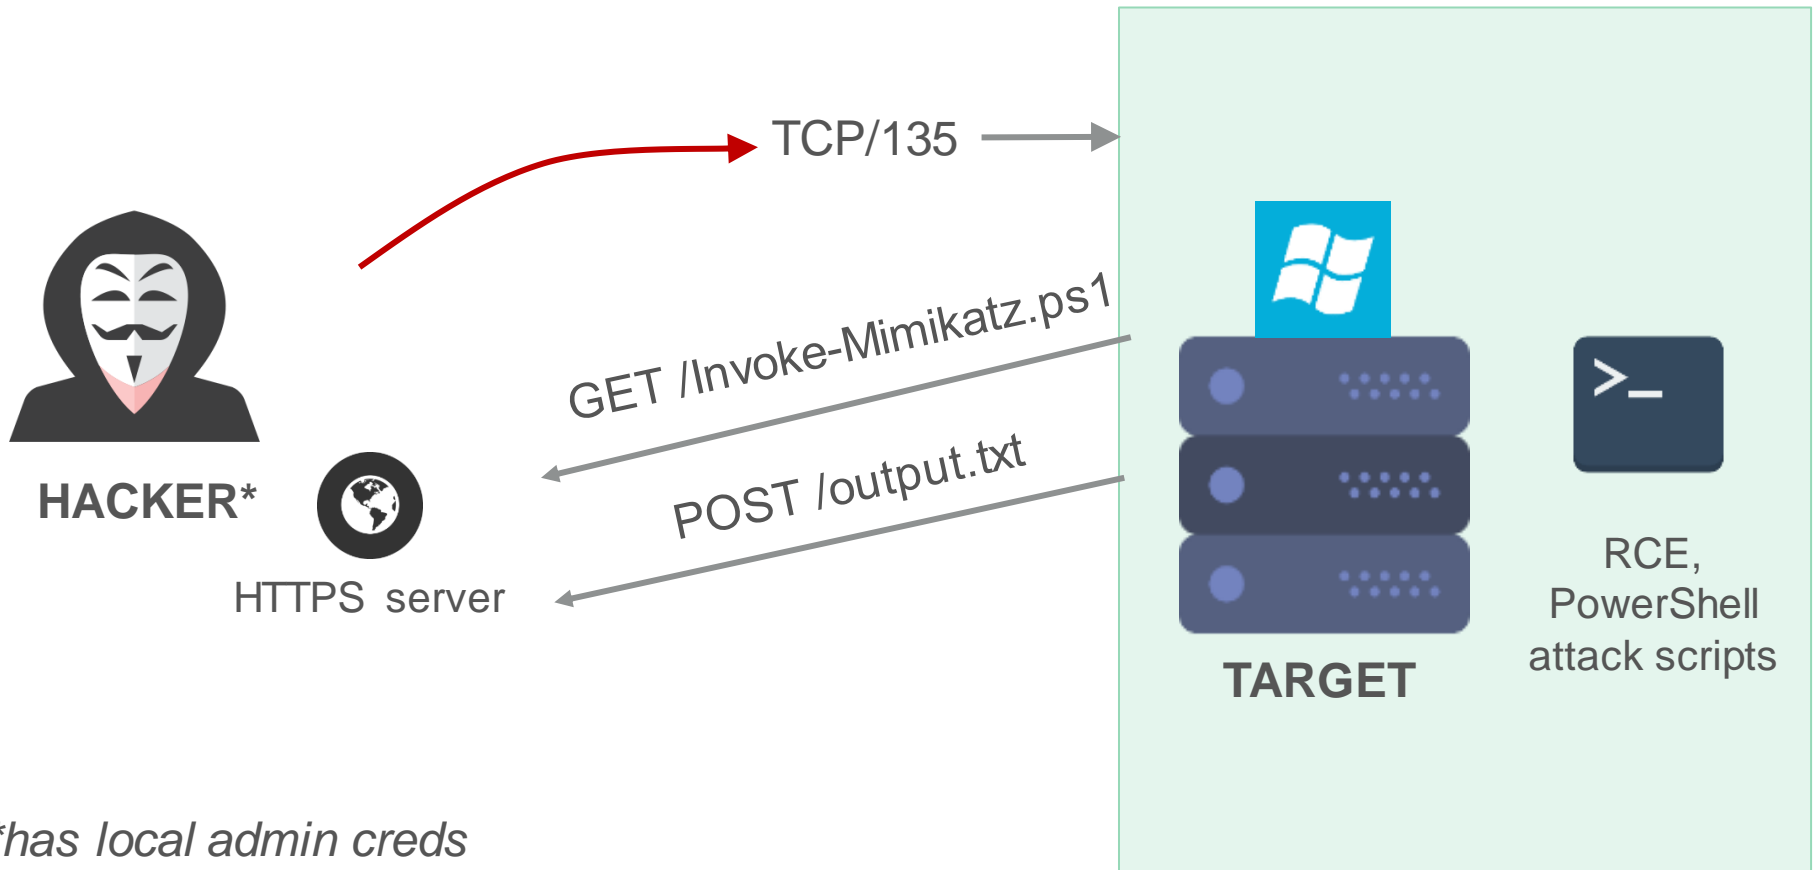 TCP/135
GET /Invoke-Mimikatz.ps1
POST /output.txt
HACKER*
HTTPS server
>_
RCE,
PowerShell
attack scripts
TARGET
*has local admin creds